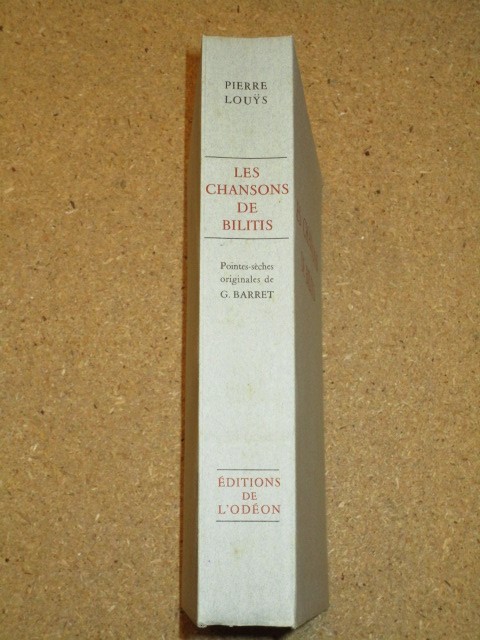 PIERRE
LOUŸS
LES
CHANSONS
DE
BILITIS
Pointes-sèches
originales de
G. BARRET
ÉDITIONS
DE
L'ODÉON